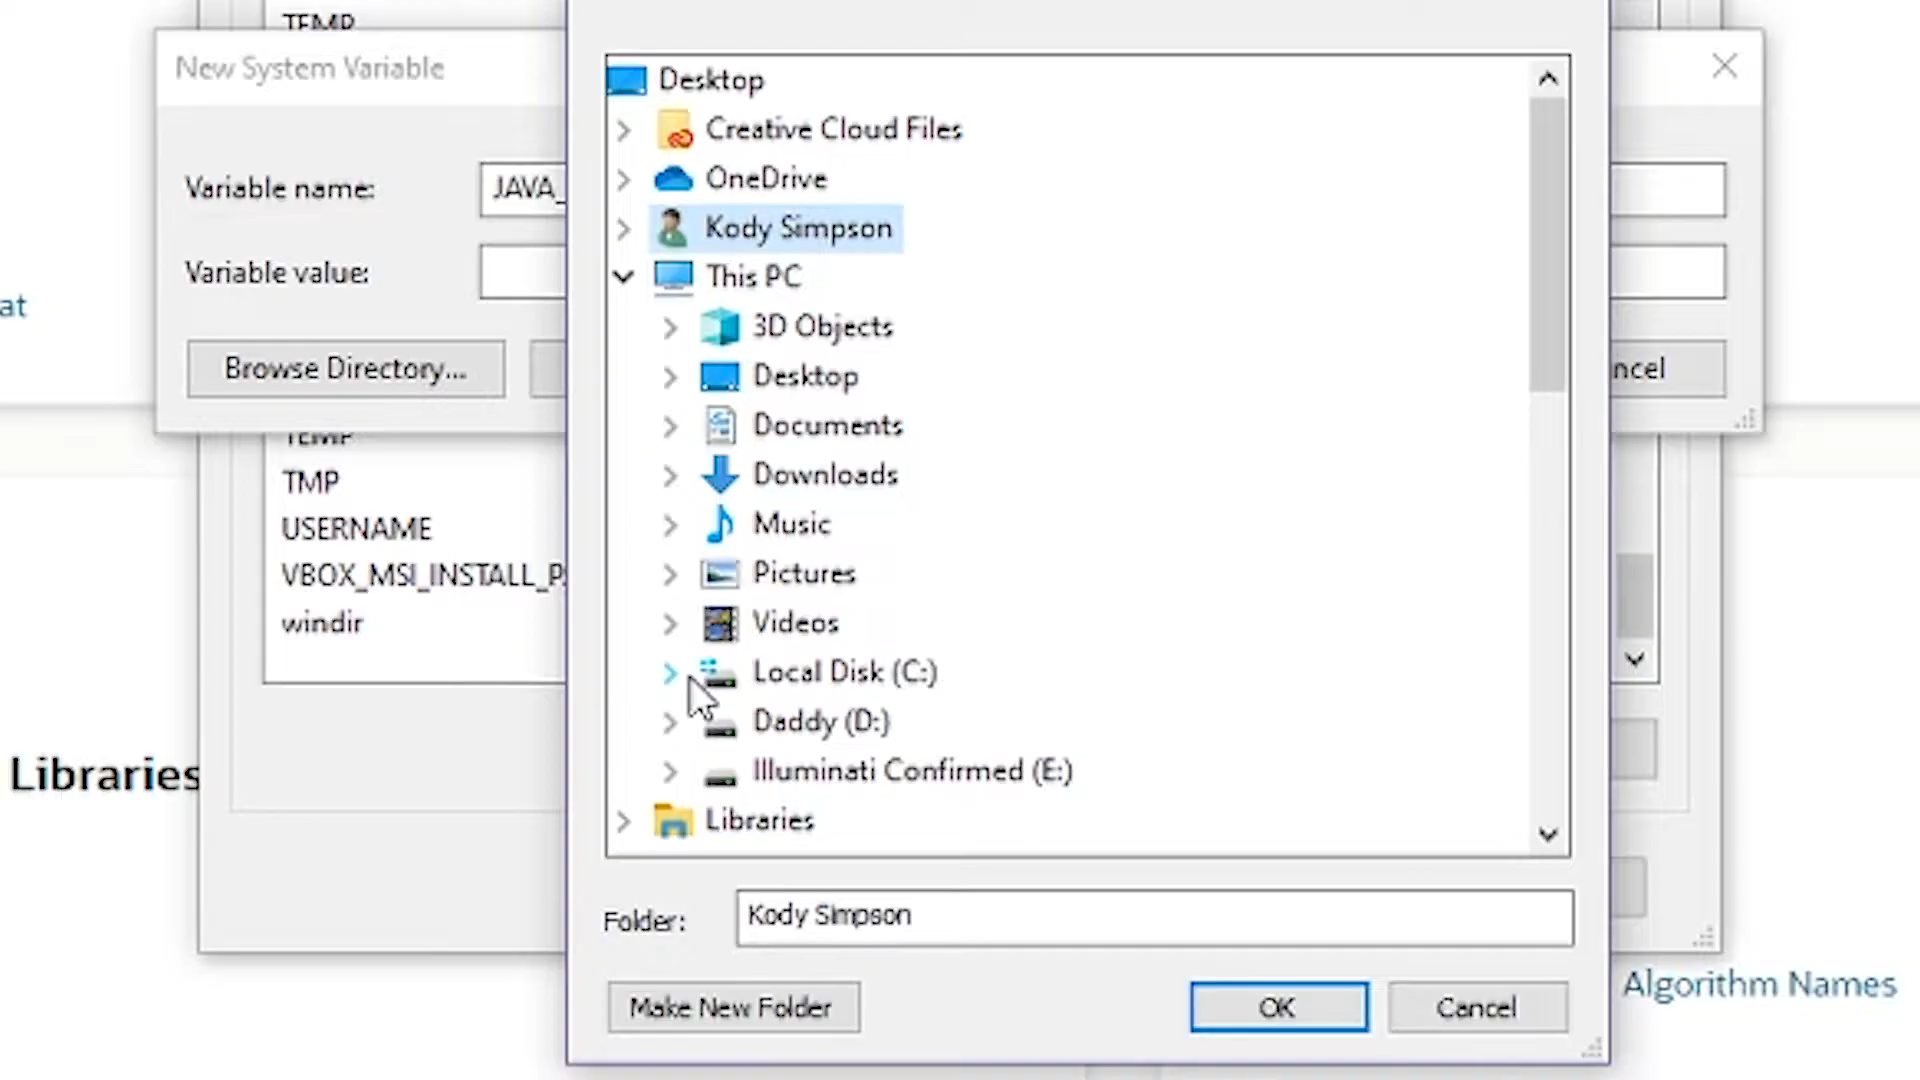 TEMP
New System Variable
Variable name:
JAVA_
Variable value:
Browse Directory...
ncel
at
TEMP
TMP
USERNAME
VBOX_MSI_INSTALL_P
windir
Libraries
Desktop
Creative Cloud Files
OneDrive
Kody Simpson
This PC
3D Objects
Desktop
Documents
Downloads
Music
Pictures
Videos
Local Disk (C:)
Daddy (D:)
Illuminati Confirmed (E:)
Libraries
Folder:
Kody Simpson
Make New Folder
OK
Cancel
Algorithm Names